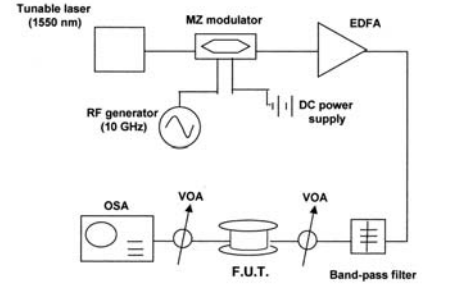 Tunable laser
(1550 nm)
MZ modulator
EDFA
RF generator
(10 GHz)
DC power
supply
OSA
VOA
VOA
F.U.T.
Band-pass filter